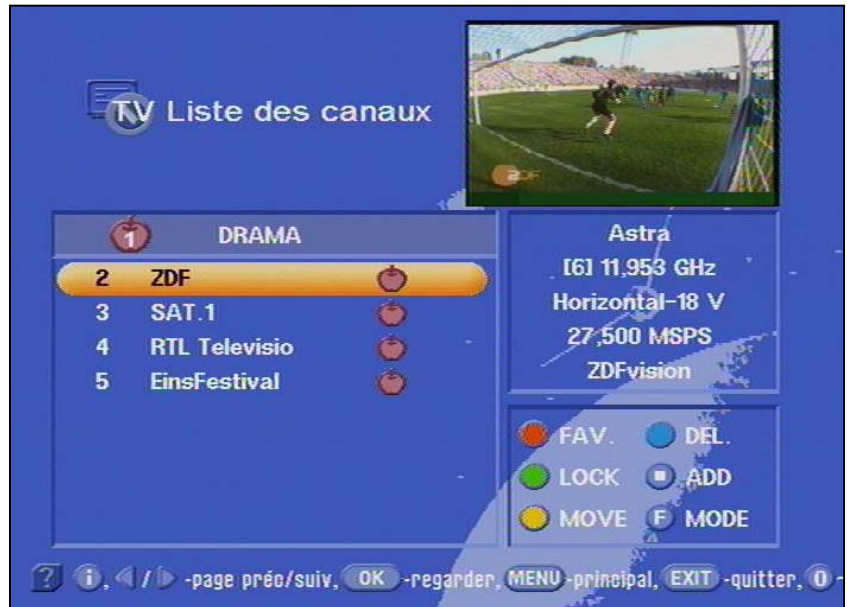 TV Liste des canaux
ZDF
1 DRAMA
2 ZDF
3 SAT.1
4 RTL Televisio
5 EinsFestival
Astra
[6] 11,953 GHz
Horizontal-18 V
27,500 MSPS
ZDFvision
FAV. DEL.
LOCK ADD
MOVE F MODE
? i, / -page préc/suiv, OK -regarder, MENU -principal, EXIT -quitter, 0 -